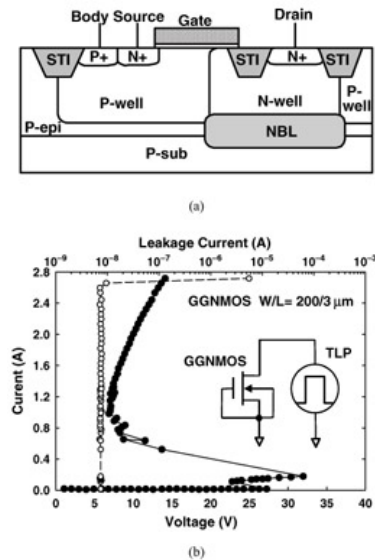 Body Source
Gate
Drain
STI
P+
N+
STI
N+
STI
P-well
N-well
P-
well
P-epi
NBL
P-sub
(a)
Leakage Current (A)
10⁻⁹ 10⁻⁸ 10⁻⁷ 10⁻⁶ 10⁻⁵ 10⁻⁴ 10⁻³
2.8
2.4
2.0
1.6
1.2
0.8
0.4
0.0
Current (A)
GGNMOS W/L= 200/3 μm
TLP
GGNMOS
0 5 10 15 20 25 30 35 40
Voltage (V)
(b)